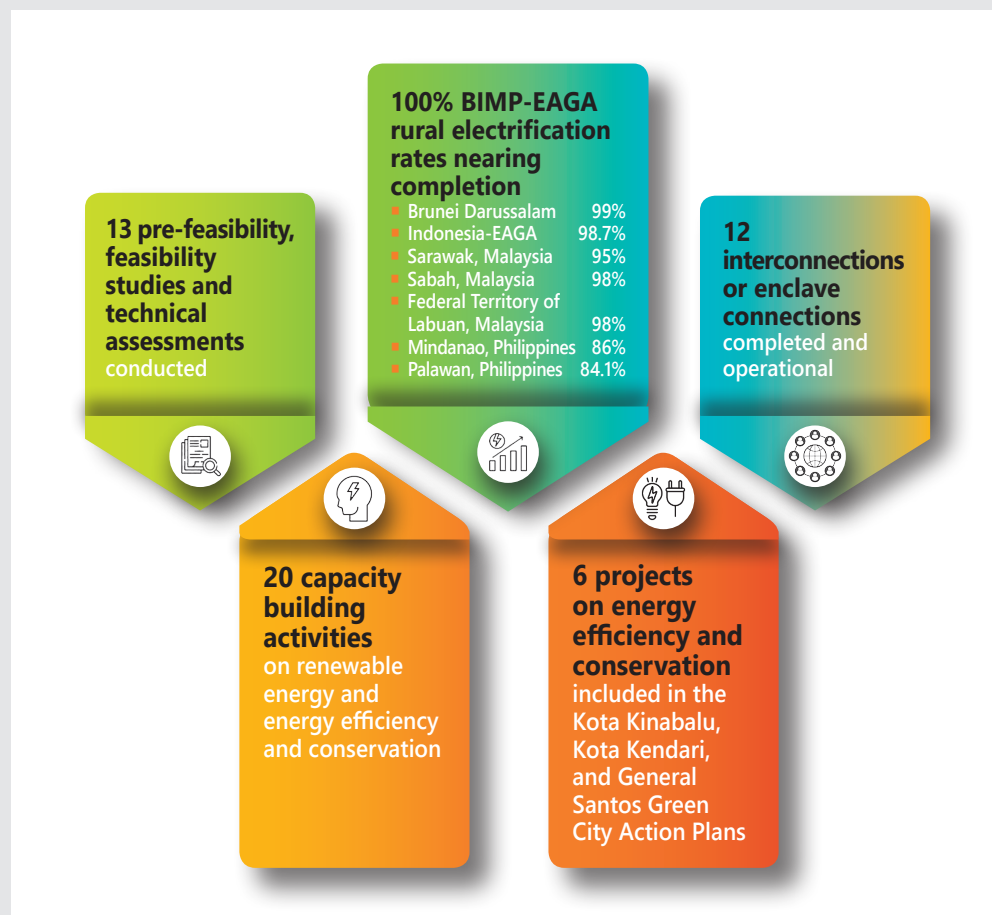 13 pre-feasibility,
feasibility
studies and
technical
assessments
conducted
100% BIMP-EAGA
rural electrification
rates nearing
completion
Brunei Darussalam 99%
Indonesia-EAGA 98.7%
Sarawak, Malaysia 95%
Sabah, Malaysia 98%
Federal Territory of
Labuan, Malaysia 98%
Mindanao, Philippines 86%
Palawan, Philippines 84.1%
12
interconnections
or enclave
connections
completed and
operational
20 capacity
building
activities
on renewable
energy and
energy efficiency
and conservation
6 projects
on energy
efficiency and
conservation
included in the
Kota Kinabalu,
Kota Kendari,
and General
Santos Green
City Action Plans